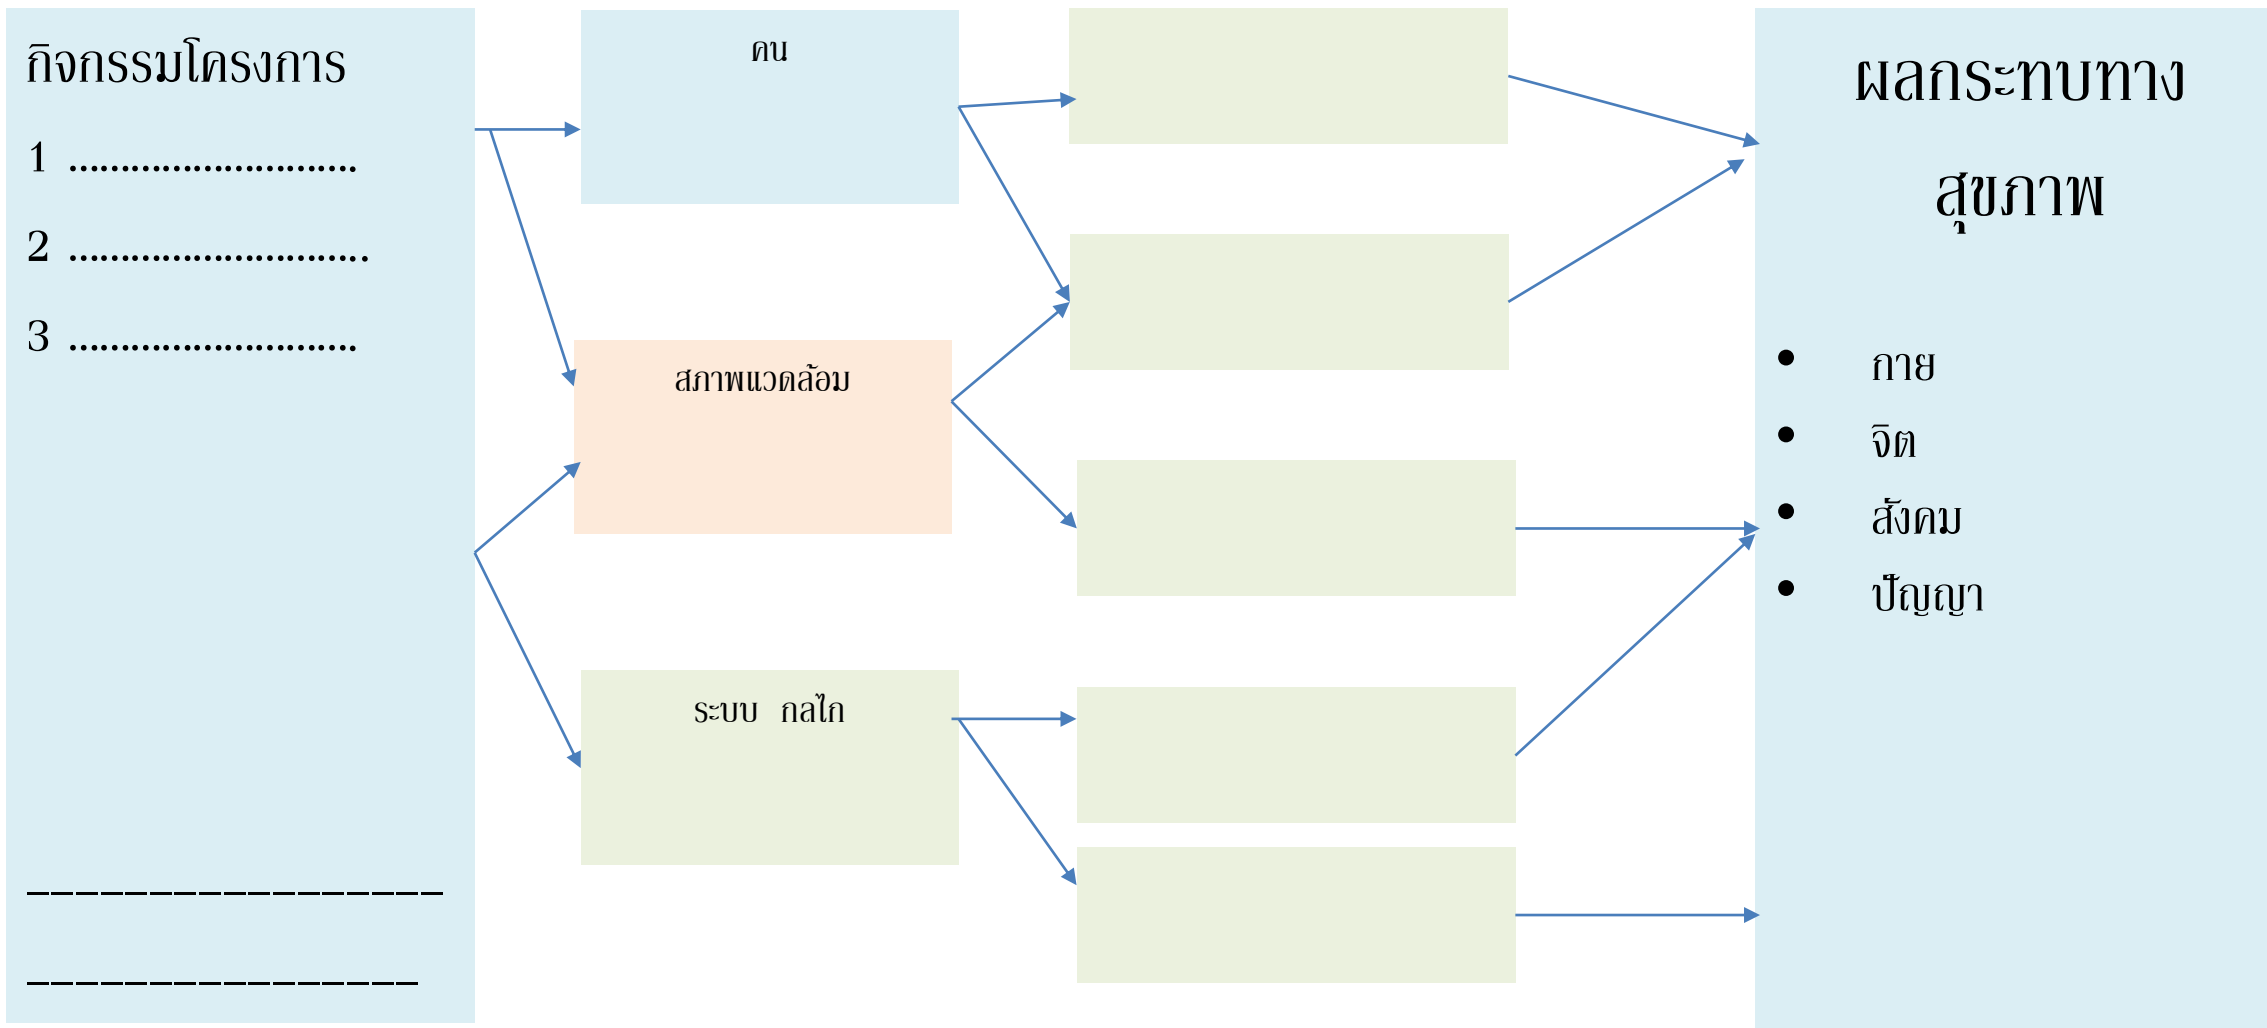 กิจกรรมโครงการ
1 ...........................
2 ............................
3 ...........................
_________________
________________
คน
สภาพแวดล้อม
ระบบ กลไก
ผลกระทบทาง
สุขภาพ
• กาย
• จิต
• สังคม
• ปัญญา